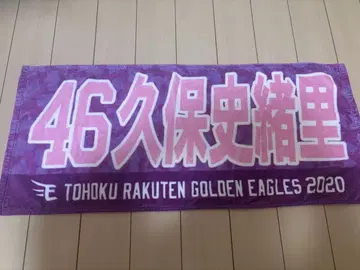 46久保史緒里
E TOHOKU RAKUTEN GOLDEN EAGLES 2020